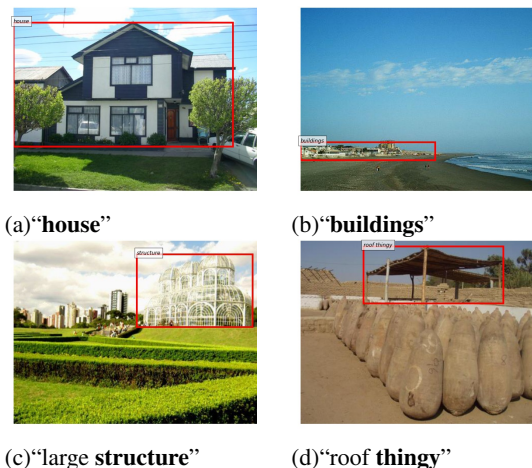 house
buildings
(a)“house”
(b)“buildings”
structure
roof thingy
(c)“large structure”
(d)“roof thingy”